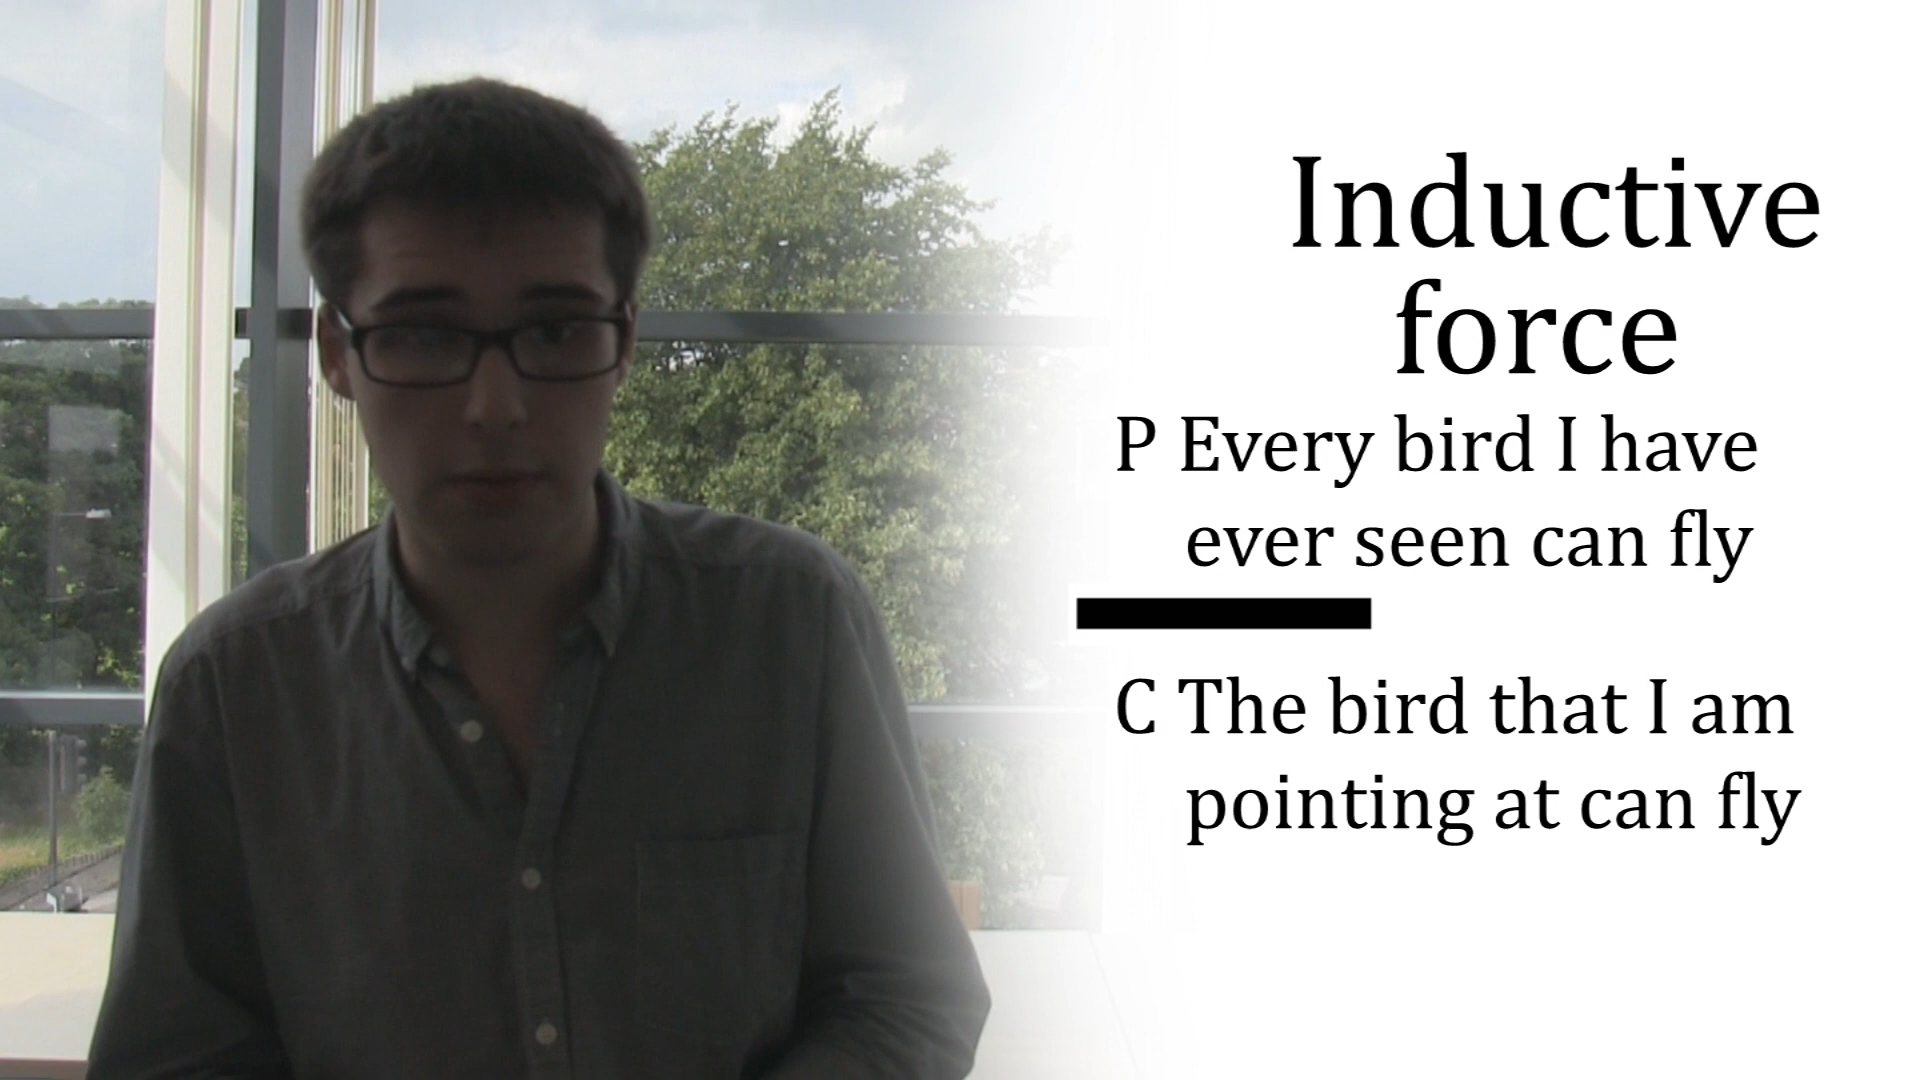 Inductive
force
P Every bird I have
ever seen can fly
C The bird that I am
pointing at can fly